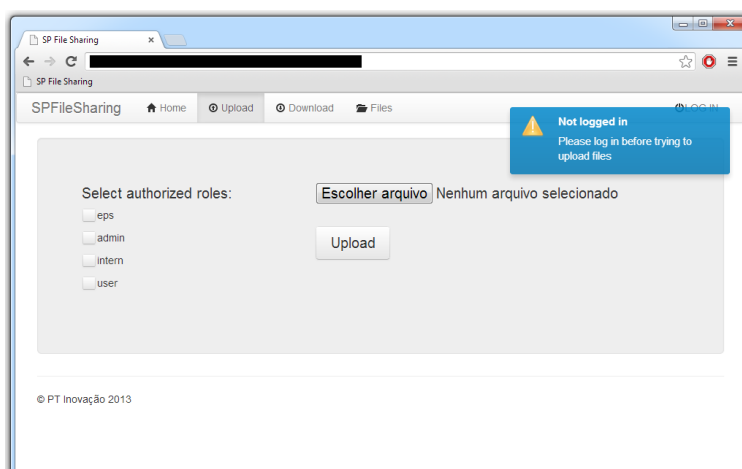 SP File Sharing
SP File Sharing
SPFileSharing Home Upload Download Files LOG IN
Not logged in
Please log in before trying to
upload files
Select authorized roles:
eps
admin
intern
user
Escolher arquivo Nenhum arquivo selecionado
Upload
© PT Inovação 2013